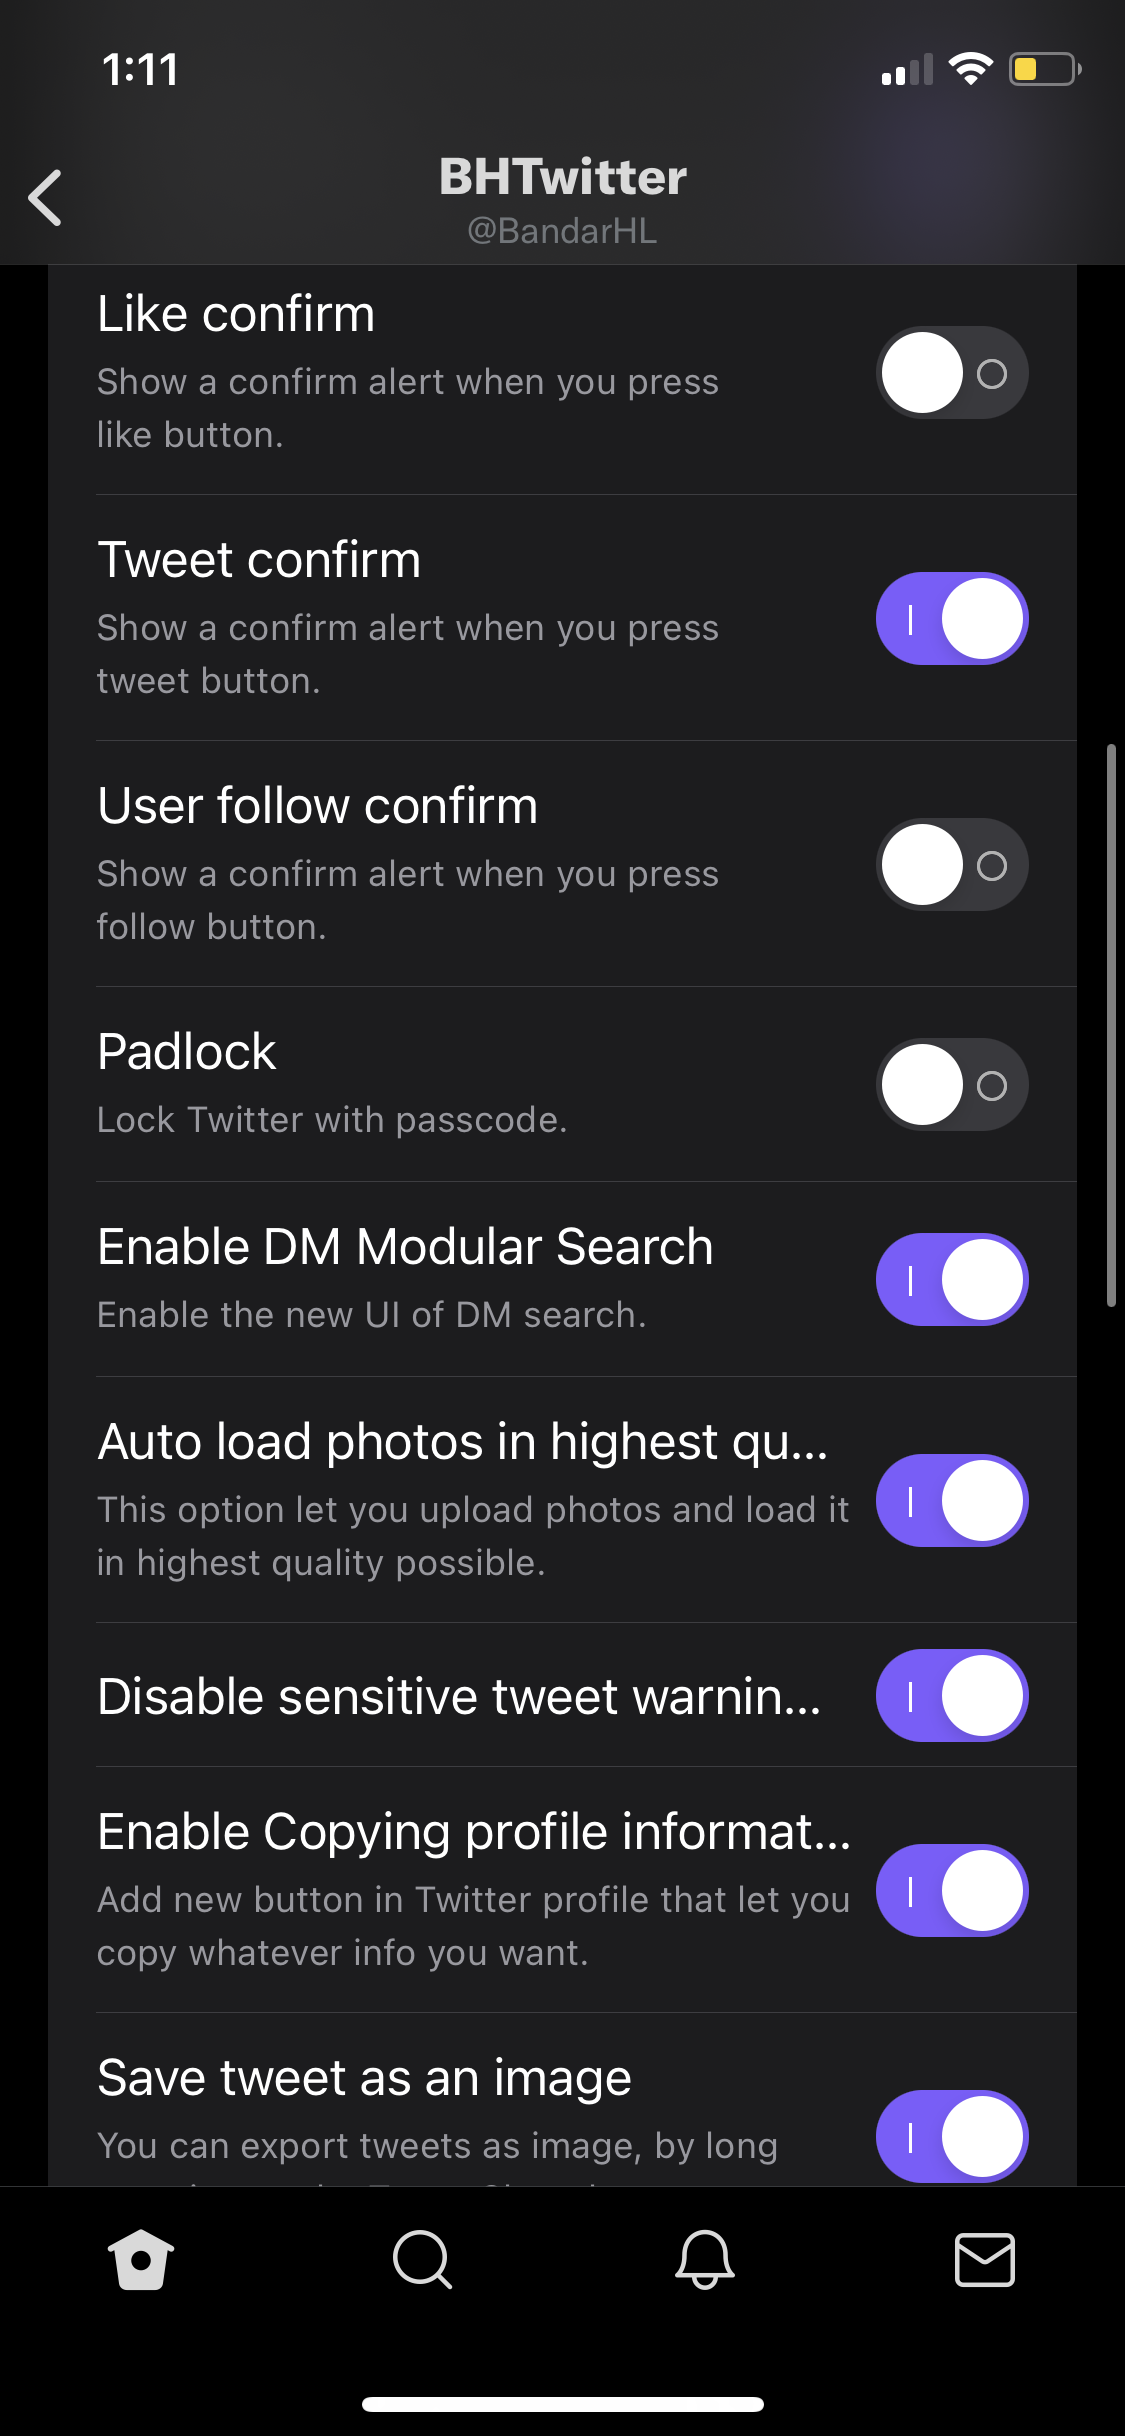 1:11
BHTwitter
@BandarHL
Like confirm
Show a confirm alert when you press
like button.
Tweet confirm
Show a confirm alert when you press
tweet button.
User follow confirm
Show a confirm alert when you press
follow button.
Padlock
Lock Twitter with passcode.
Enable DM Modular Search
Enable the new UI of DM search.
Auto load photos in highest qu...
This option let you upload photos and load it
in highest quality possible.
Disable sensitive tweet warnin...
Enable Copying profile informat...
Add new button in Twitter profile that let you
copy whatever info you want.
Save tweet as an image
You can export tweets as image, by long